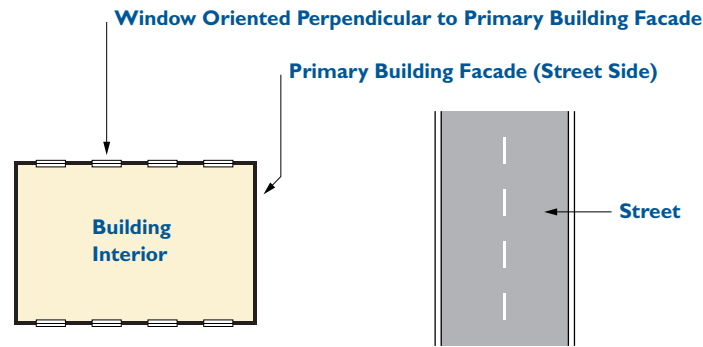 Window Oriented Perpendicular to Primary Building Facade
Primary Building Facade (Street Side)
Building
Interior
Street